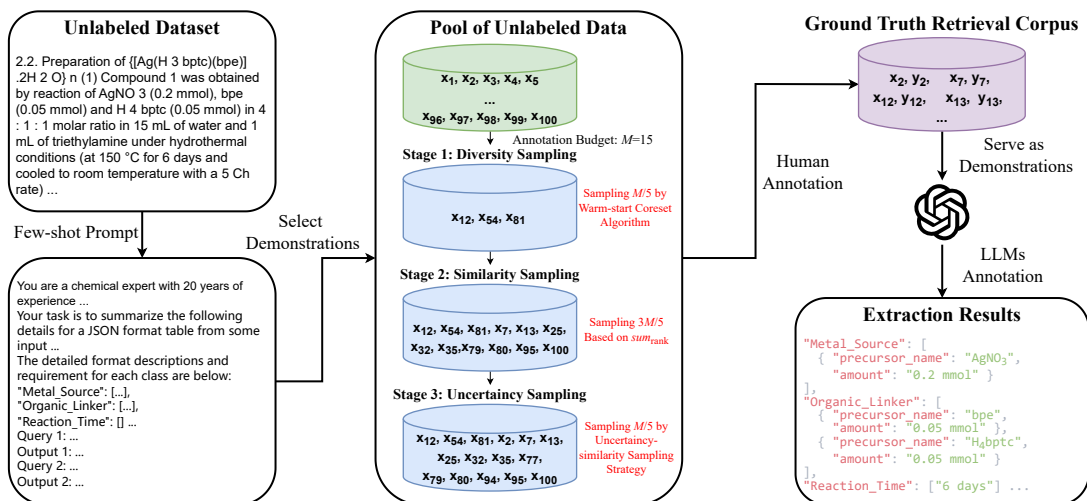 Unlabeled Dataset
2.2. Preparation of {[Ag(H 3 bptc)(bpe)]
.2H 2 O} n (1) Compound 1 was obtained
by reaction of AgNO 3 (0.2 mmol), bpe
(0.05 mmol) and H 4 bptc (0.05 mmol) in 4
: 1 : 1 molar ratio in 15 mL of water and 1
mL of triethylamine under hydrothermal
conditions (at 150 °C for 6 days and
cooled to room temperature with a 5 Ch
rate) ...
Few-shot Prompt
You are a chemical expert with 20 years of
experience ...
Your task is to summarize the following
details for a JSON format table from some
input ...
The detailed format descriptions and
requirement for each class are below:
"Metal_Source": [...],
"Organic_Linker": [...],
"Reaction_Time": [] ...
Query 1: ...
Output 1: ...
Query 2: ...
Output 2: ...
Select
Demonstrations
Pool of Unlabeled Data
x1, x2, x3, x4, x5
...
x96, x97, x98, x99, x100
Annotation Budget: M=15
Stage 1: Diversity Sampling
x12, x54, x81
Sampling M/5 by
Warm-start Coreset
Algorithm
Stage 2: Similarity Sampling
x12, x54, x81, x7, x13, x25,
x32, x35,x79, x80, x95, x100
Sampling 3M/5
Based on sumrank
Stage 3: Uncertainty Sampling
x12, x54, x81, x2, x7, x13,
x25, x32, x35, x77,
x79, x80, x94, x95, x100
Sampling M/5 by
Uncertainty-
similarity Sampling
Strategy
Human
Annotation
Ground Truth Retrieval Corpus
x2, y2, x7, y7,
x12, y12, x13, y13,
...
Serve as
Demonstrations
LLMs
Annotation
Extraction Results
"Metal_Source": [
{ "precursor_name": "AgNO3",
"amount": "0.2 mmol" }
],
"Organic_Linker": [
{ "precursor_name": "bpe",
"amount": "0.05 mmol" },
{ "precursor_name": "H4bptc",
"amount": "0.05 mmol" }
],
"Reaction_Time": ["6 days"] ...